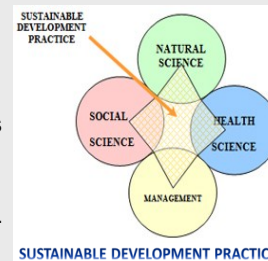 SUSTAINABLE
DEVELOPMENT
PRACTICE
NATURAL
SCIENCE
SOCIAL
SCIENCE
HEALTH
SCIENCE
MANAGEMENT
SUSTAINABLE DEVELOPMENT PRACTIC